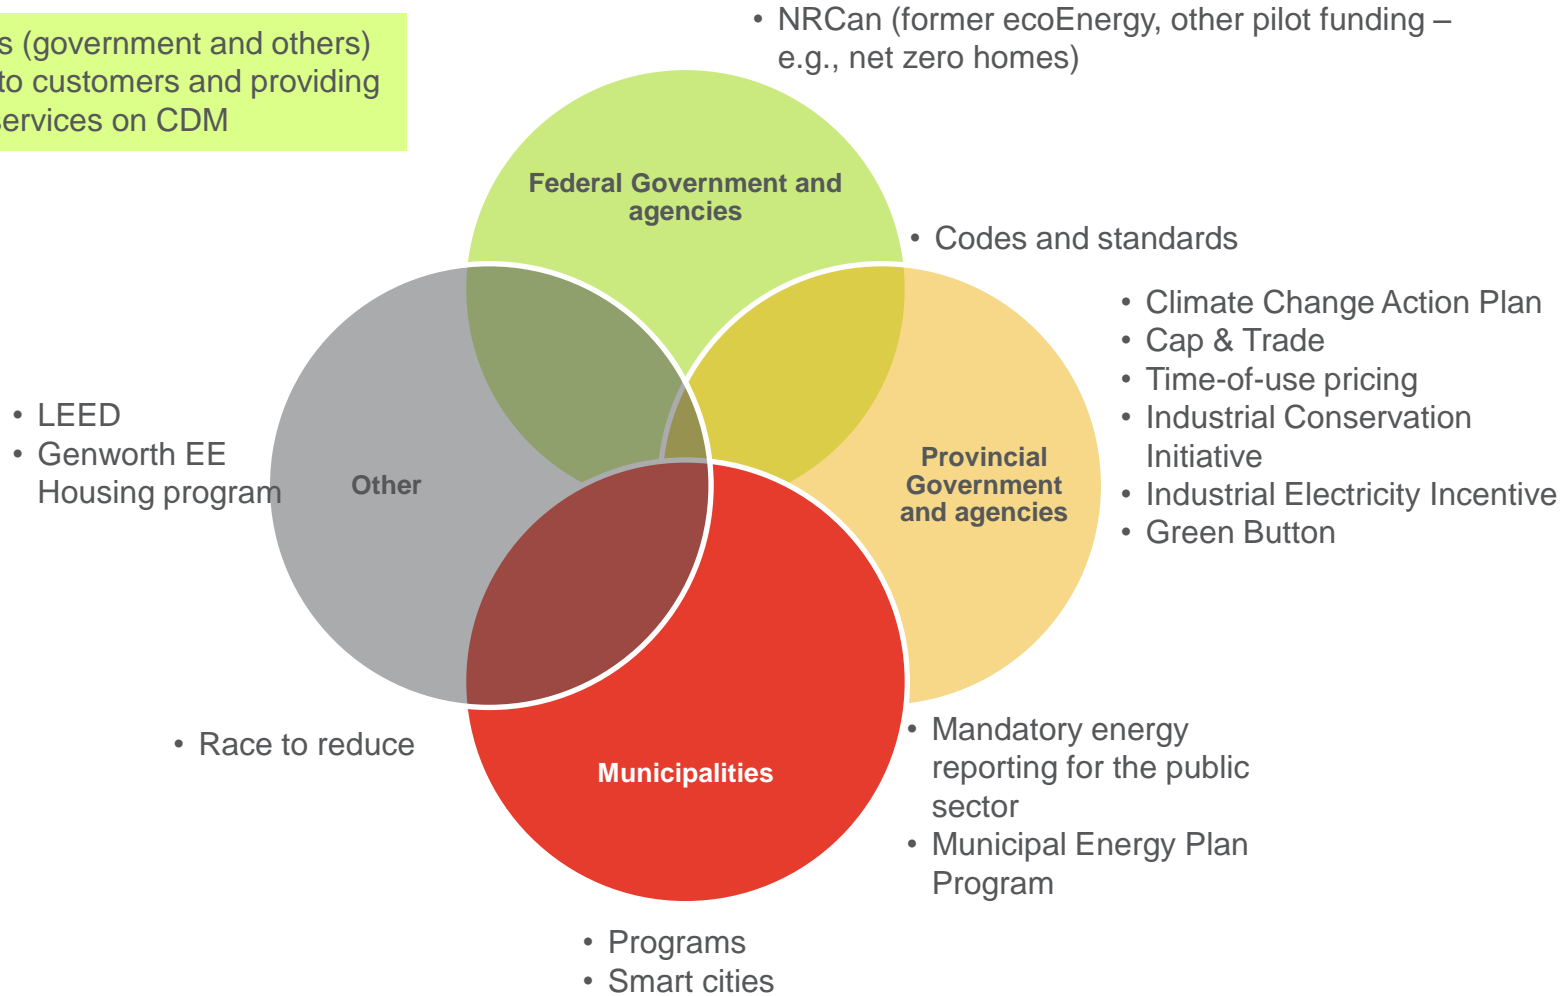 • NRCan (former ecoEnergy, other pilot funding –
e.g., net zero homes)
(government and others)
to customers and providing
services on CDM
Federal Government and
agencies
• Codes and standards
• Climate Change Action Plan
• Cap & Trade
• Time-of-use pricing
• Industrial Conservation
Initiative
• Industrial Electricity Incentive
• Green Button
• LEED
• Genworth EE
Housing program
Other
Provincial
Government
and agencies
• Race to reduce
Municipalities
• Mandatory energy
reporting for the public
sector
• Municipal Energy Plan
Program
• Programs
• Smart cities